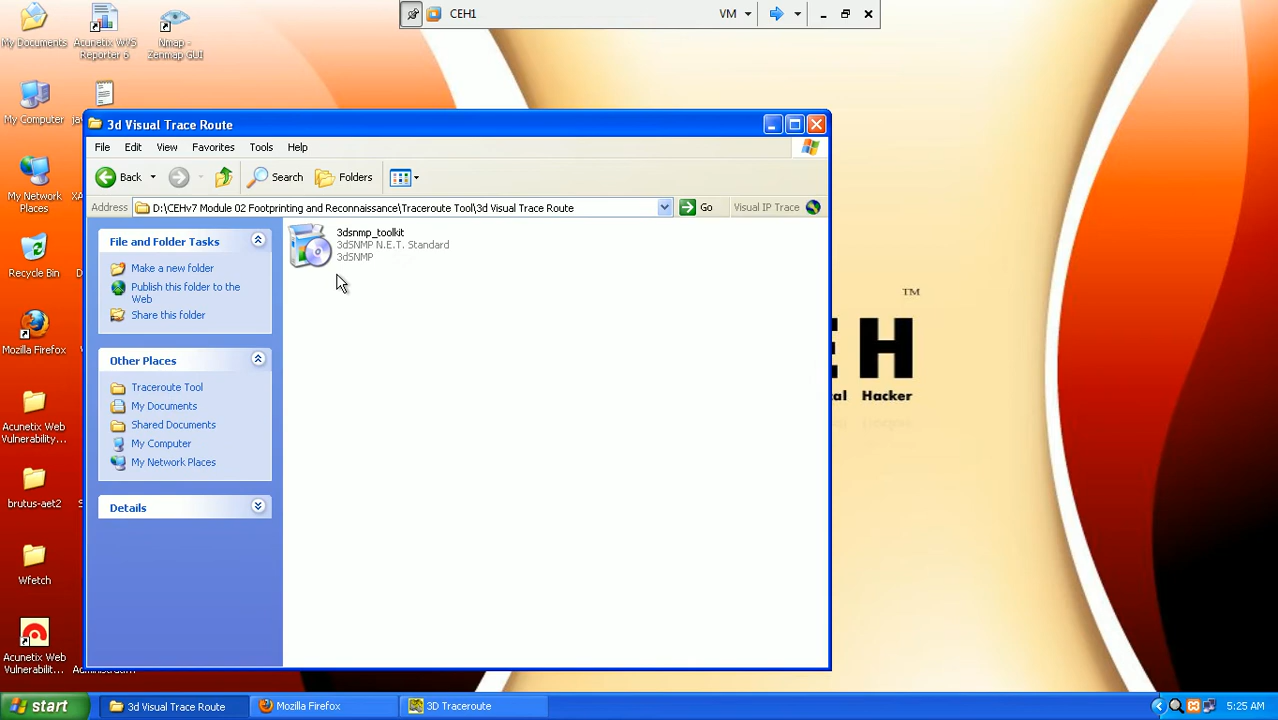 CEH1
VM
My Documents
Acunetix WVS
Reporter 6
Nmap -
Zenmap GUI
My Computer
My Network
Places
Recycle Bin
Mozilla Firefox
Acunetix Web
Vulnerability...
brutus-aet2
Wfetch
Acunetix Web
Vulnerabilit...
3d Visual Trace Route
File Edit View Favorites Tools Help
Back Search Folders
Address D:\CEHv7 Module 02 Footprinting and Reconnaissance\Traceroute Tool\3d Visual Trace Route Go Visual IP Trace
File and Folder Tasks
Make a new folder
Publish this folder to the
Web
Share this folder
Other Places
Traceroute Tool
My Documents
Shared Documents
My Computer
My Network Places
Details
3dsnmp_toolkit
3dSNMP N.E.T. Standard
3dSNMP
TM
EH
Hacker
start 3d Visual Trace Route Mozilla Firefox 3D Traceroute 5:25 AM